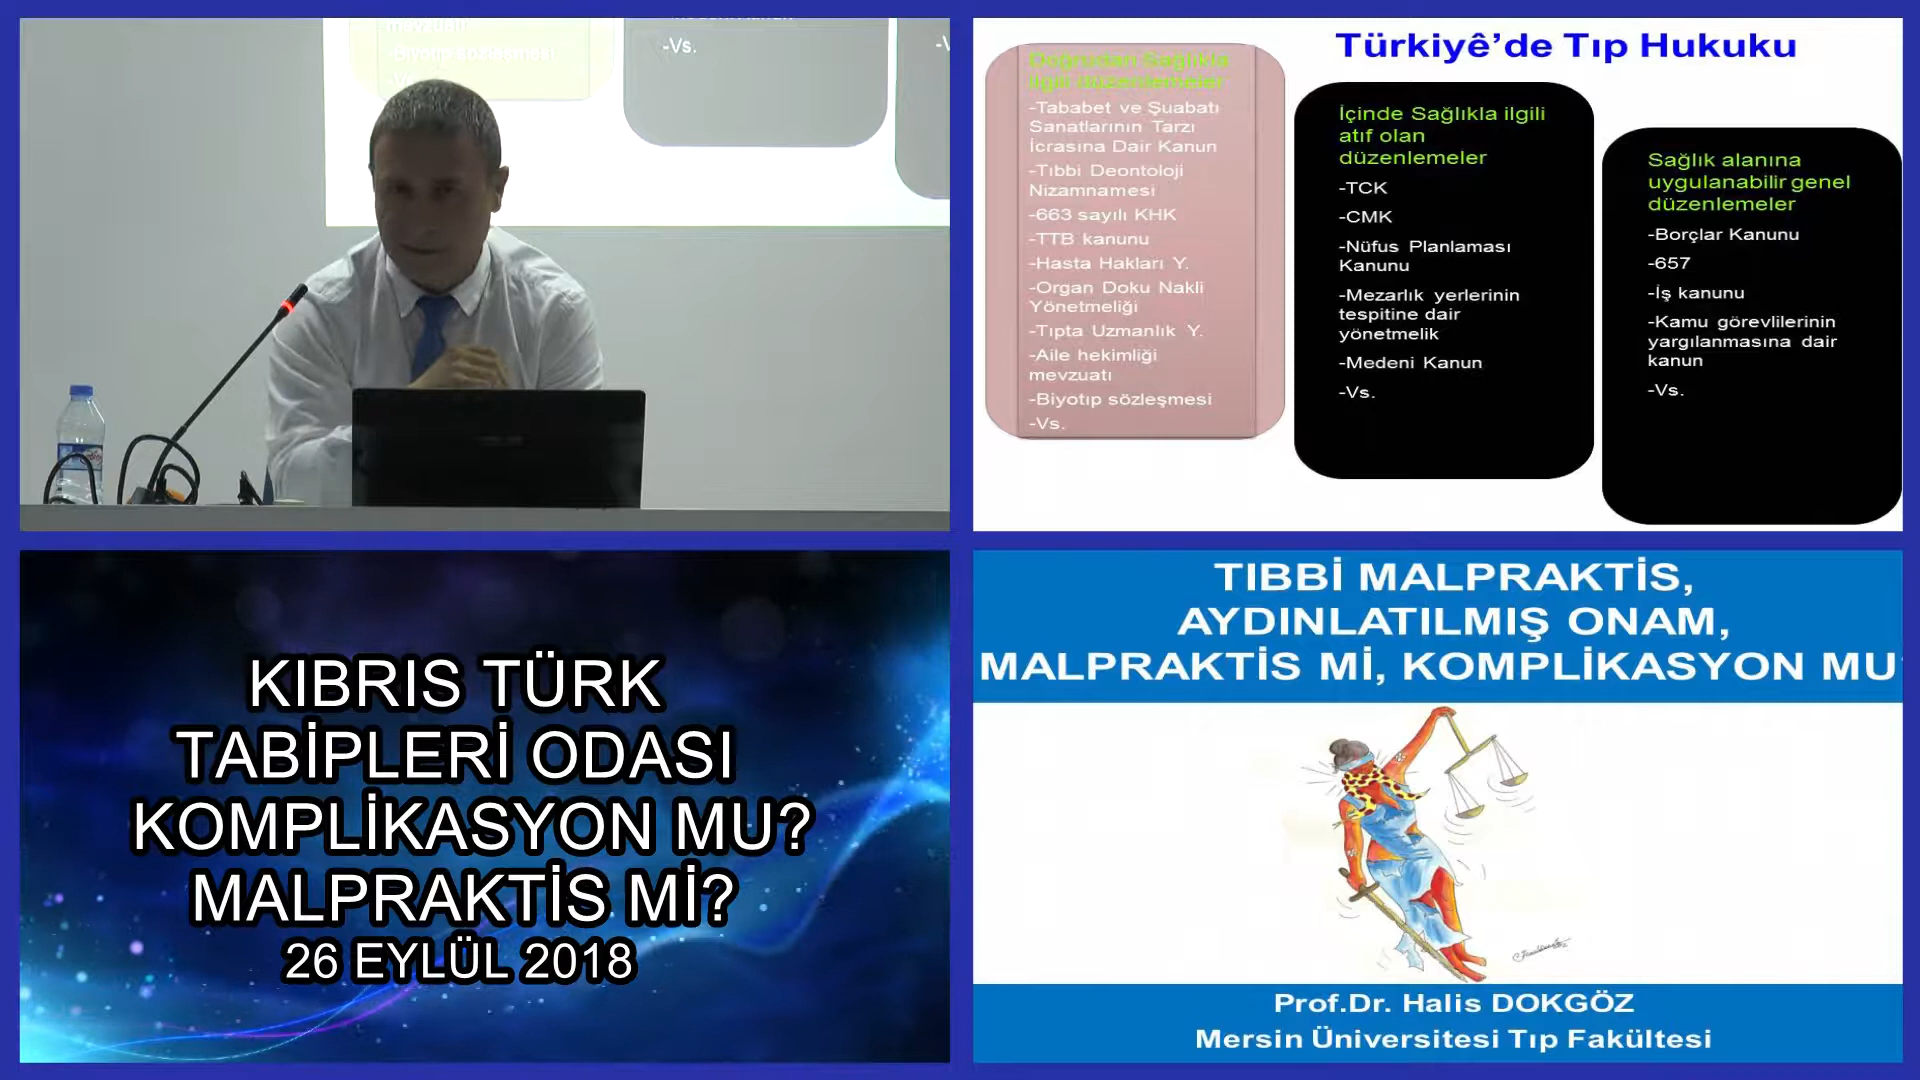 mevzuatı
-Biyotıp sözleşmesi
-Vs.
-Vs.
Türkiyê’de Tıp Hukuku
Doğrudan Sağlıkla
ilgili düzenlemeler
-Tababet ve Şuabatı
Sanatlarının Tarzı
İcrasına Dair Kanun
-Tıbbi Deontoloji
Nizamnamesi
-663 sayılı KHK
-TTB kanunu
-Hasta Hakları Y.
-Organ Doku Nakli
Yönetmeliği
-Tıpta Uzmanlık Y.
-Aile hekimliği
mevzuatı
-Biyotıp sözleşmesi
-Vs.
İçinde Sağlıkla ilgili
atıf olan
düzenlemeler
-TCK
-CMK
-Nüfus Planlaması
Kanunu
-Mezarlık yerlerinin
tespitine dair
yönetmelik
-Medeni Kanun
-Vs.
Sağlık alanına
uygulanabilir genel
düzenlemeler
-Borçlar Kanunu
-657
-İş kanunu
-Kamu görevlilerinin
yargılanmasına dair
kanun
-Vs.
KIBRIS TÜRK
TABİPLERİ ODASI
KOMPLİKASYON MU?
MALPRAKTİS Mİ?
26 EYLÜL 2018
TIBBİ MALPRAKTİS,
AYDINLATILMIŞ ONAM,
MALPRAKTİS Mİ, KOMPLİKASYON MU
Prof.Dr. Halis DOKGÖZ
Mersin Üniversitesi Tıp Fakültesi